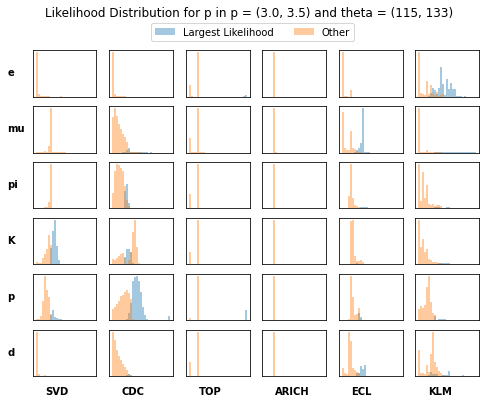 Likelihood Distribution for p in p = (3.0, 3.5) and theta = (115, 133)
Largest Likelihood Other
e
mu
pi
K
p
d
SVD CDC TOP ARICH ECL KLM